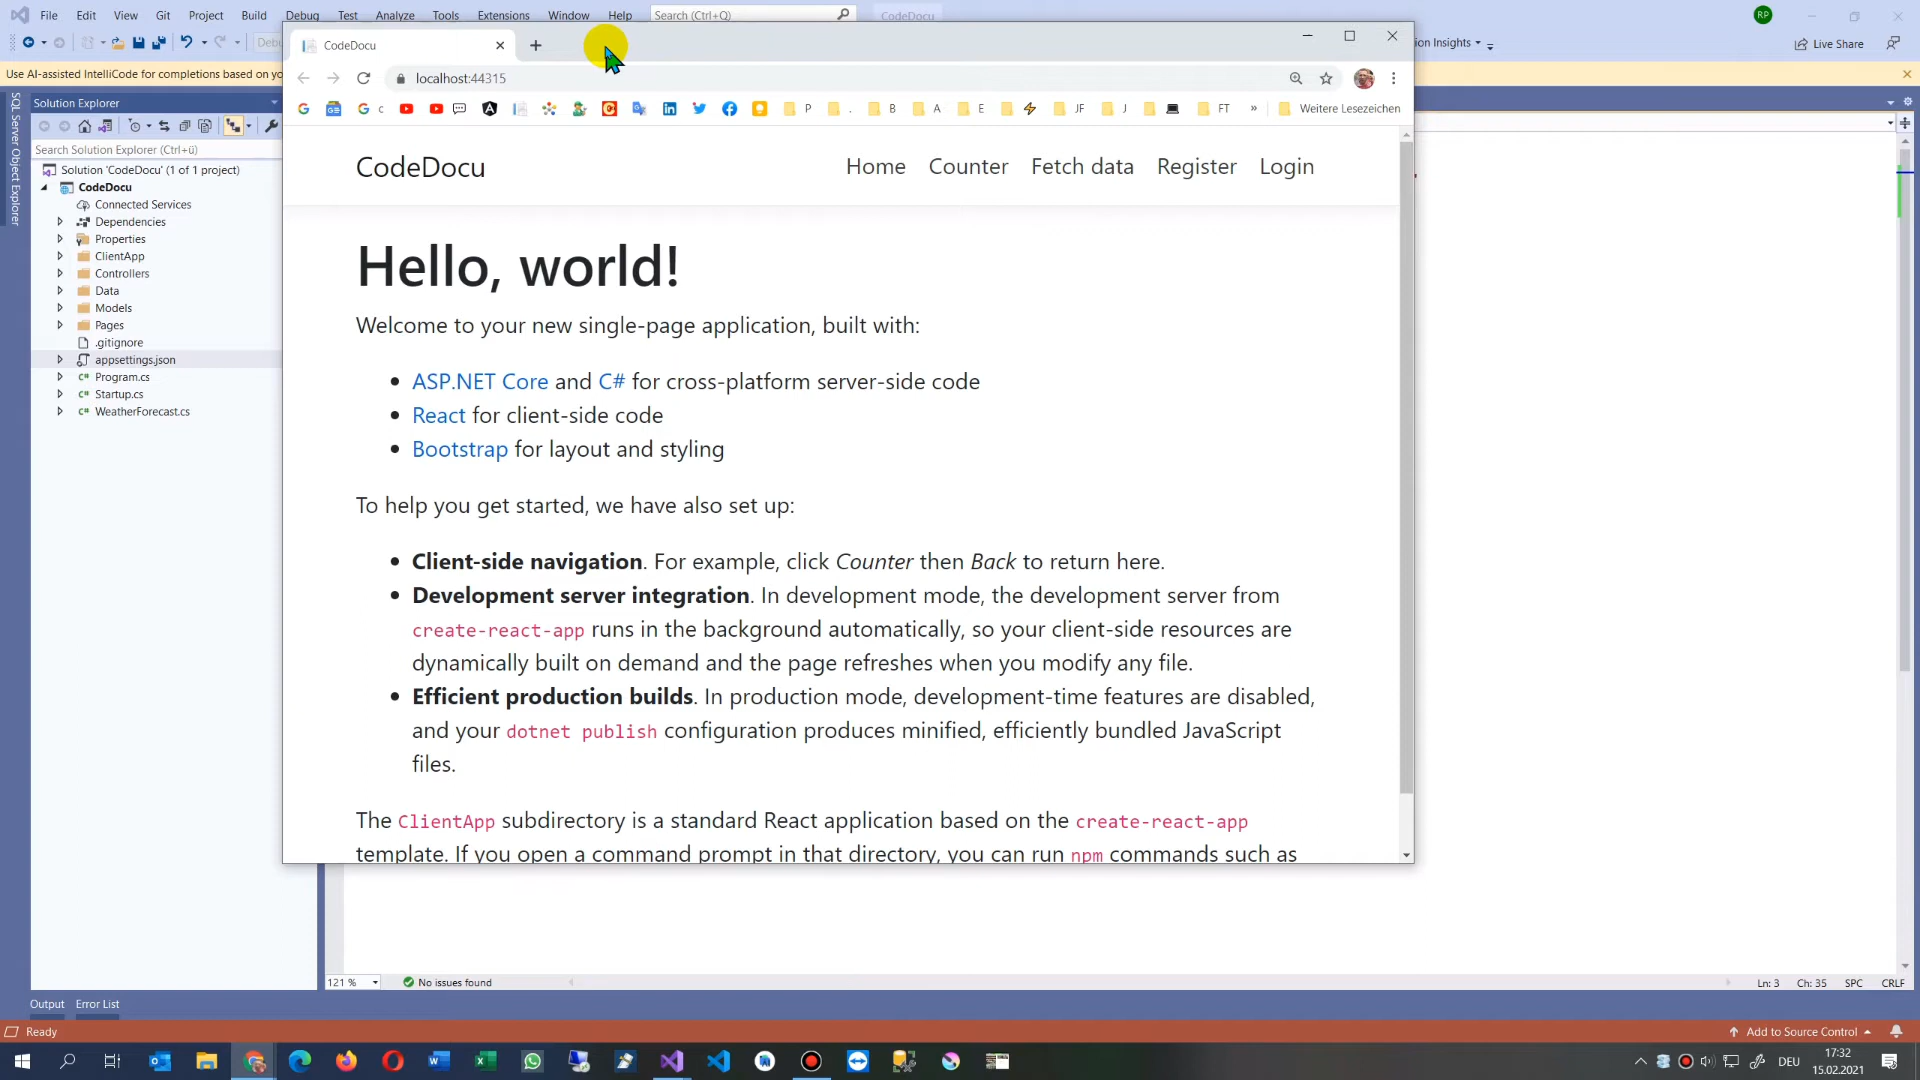 File Edit View Git Project Build Debug Test Analyze Tools Extensions Window Help Search (Ctrl+Q) CodeDocu RP
Live Share
Use AI-assisted IntelliCode for completions based on
SQL Server Object Explorer
Solution Explorer
Search Solution Explorer (Ctrl+ü)
Solution 'CodeDocu' (1 of 1 project)
CodeDocu
Connected Services
Dependencies
Properties
ClientApp
Controllers
Data
Models
Pages
.gitignore
appsettings.json
Program.cs
Startup.cs
WeatherForecast.cs
CodeDocu
localhost:44315
G c P . B A E JF J FT » Weitere Lesezeichen
CodeDocu Home Counter Fetch data Register Login
Hello, world!
Welcome to your new single-page application, built with:
ASP.NET Core and C# for cross-platform server-side code
React for client-side code
Bootstrap for layout and styling
To help you get started, we have also set up:
Client-side navigation. For example, click Counter then Back to return here.
Development server integration. In development mode, the development server from
create-react-app runs in the background automatically, so your client-side resources are
dynamically built on demand and the page refreshes when you modify any file.
Efficient production builds. In production mode, development-time features are disabled,
and your dotnet publish configuration produces minified, efficiently bundled JavaScript
files.
The ClientApp subdirectory is a standard React application based on the create-react-app
template. If you open a command prompt in that directory, you can run npm commands such as
121 % No issues found Ln: 3 Ch: 35 SPC CRLF
Output Error List
Ready Add to Source Control
DEU 17:32
15.02.2021